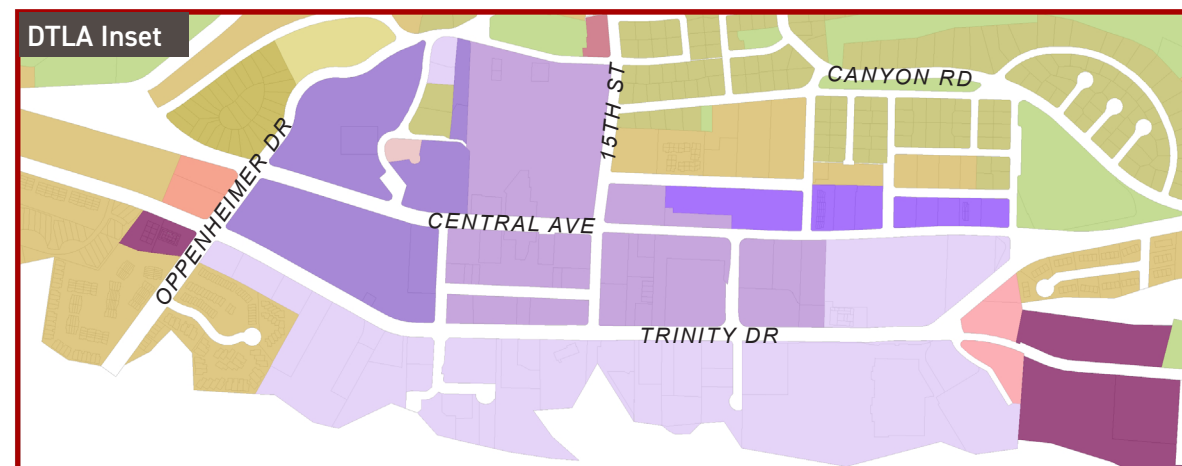 DTLA Inset
CANYON RD
15TH ST
OPPENHEIMER DR
CENTRAL AVE
TRINITY DR